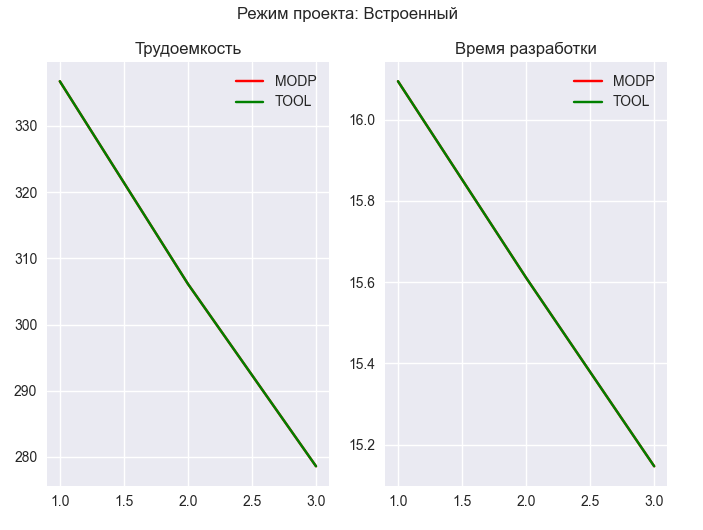 Режим проекта: Встроенный
Трудоемкость
MODP
TOOL
330
320
310
300
290
280
1.0 1.5 2.0 2.5 3.0
Время разработки
MODP
TOOL
16.0
15.8
15.6
15.4
15.2
1.0 1.5 2.0 2.5 3.0